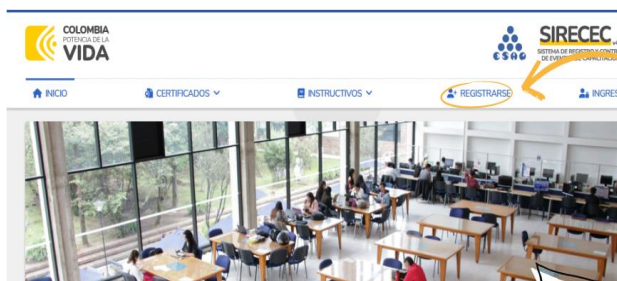 COLOMBIA
POTENCIA DE LA
VIDA
ESAP
SIRECEC
SISTEMA DE REGISTRO Y CONTR
DE EVENTOS DE CAPACITACIÓN
INICIO
CERTIFICADOS
INSTRUCTIVOS
REGISTRARSE
INGRES